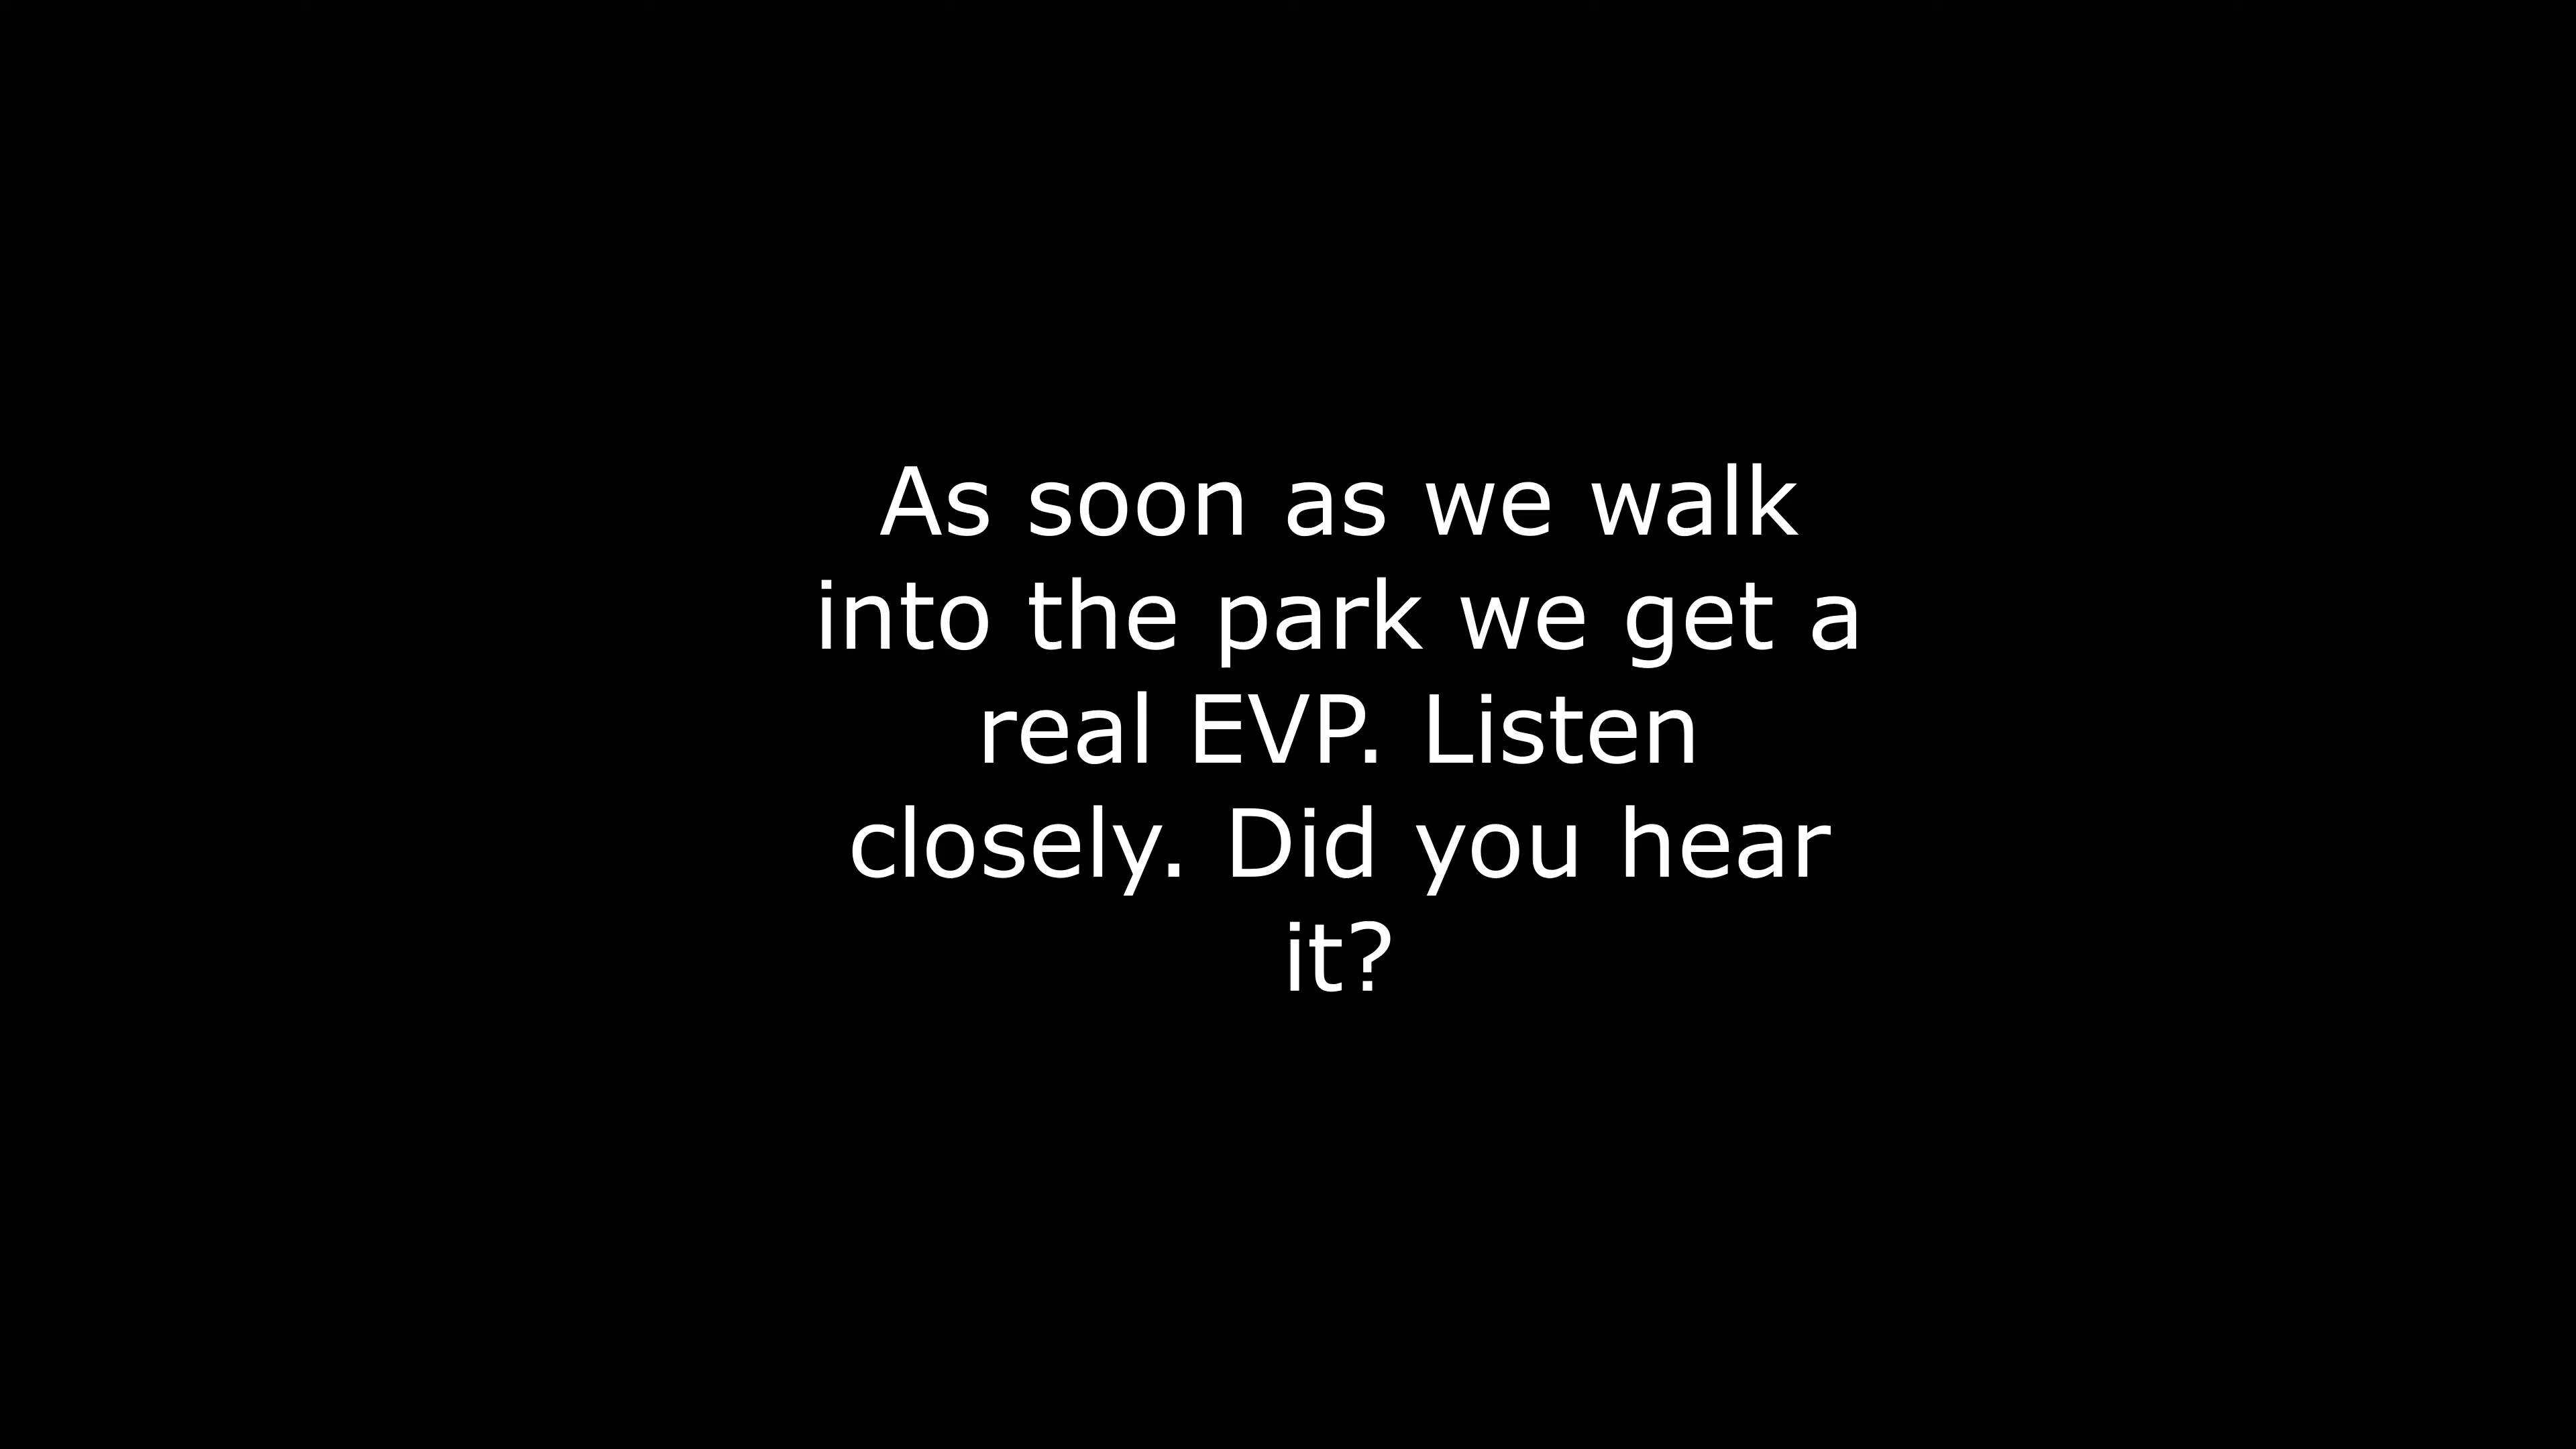 As soon as we walk
into the park we get a
real EVP. Listen
closely. Did you hear
it?